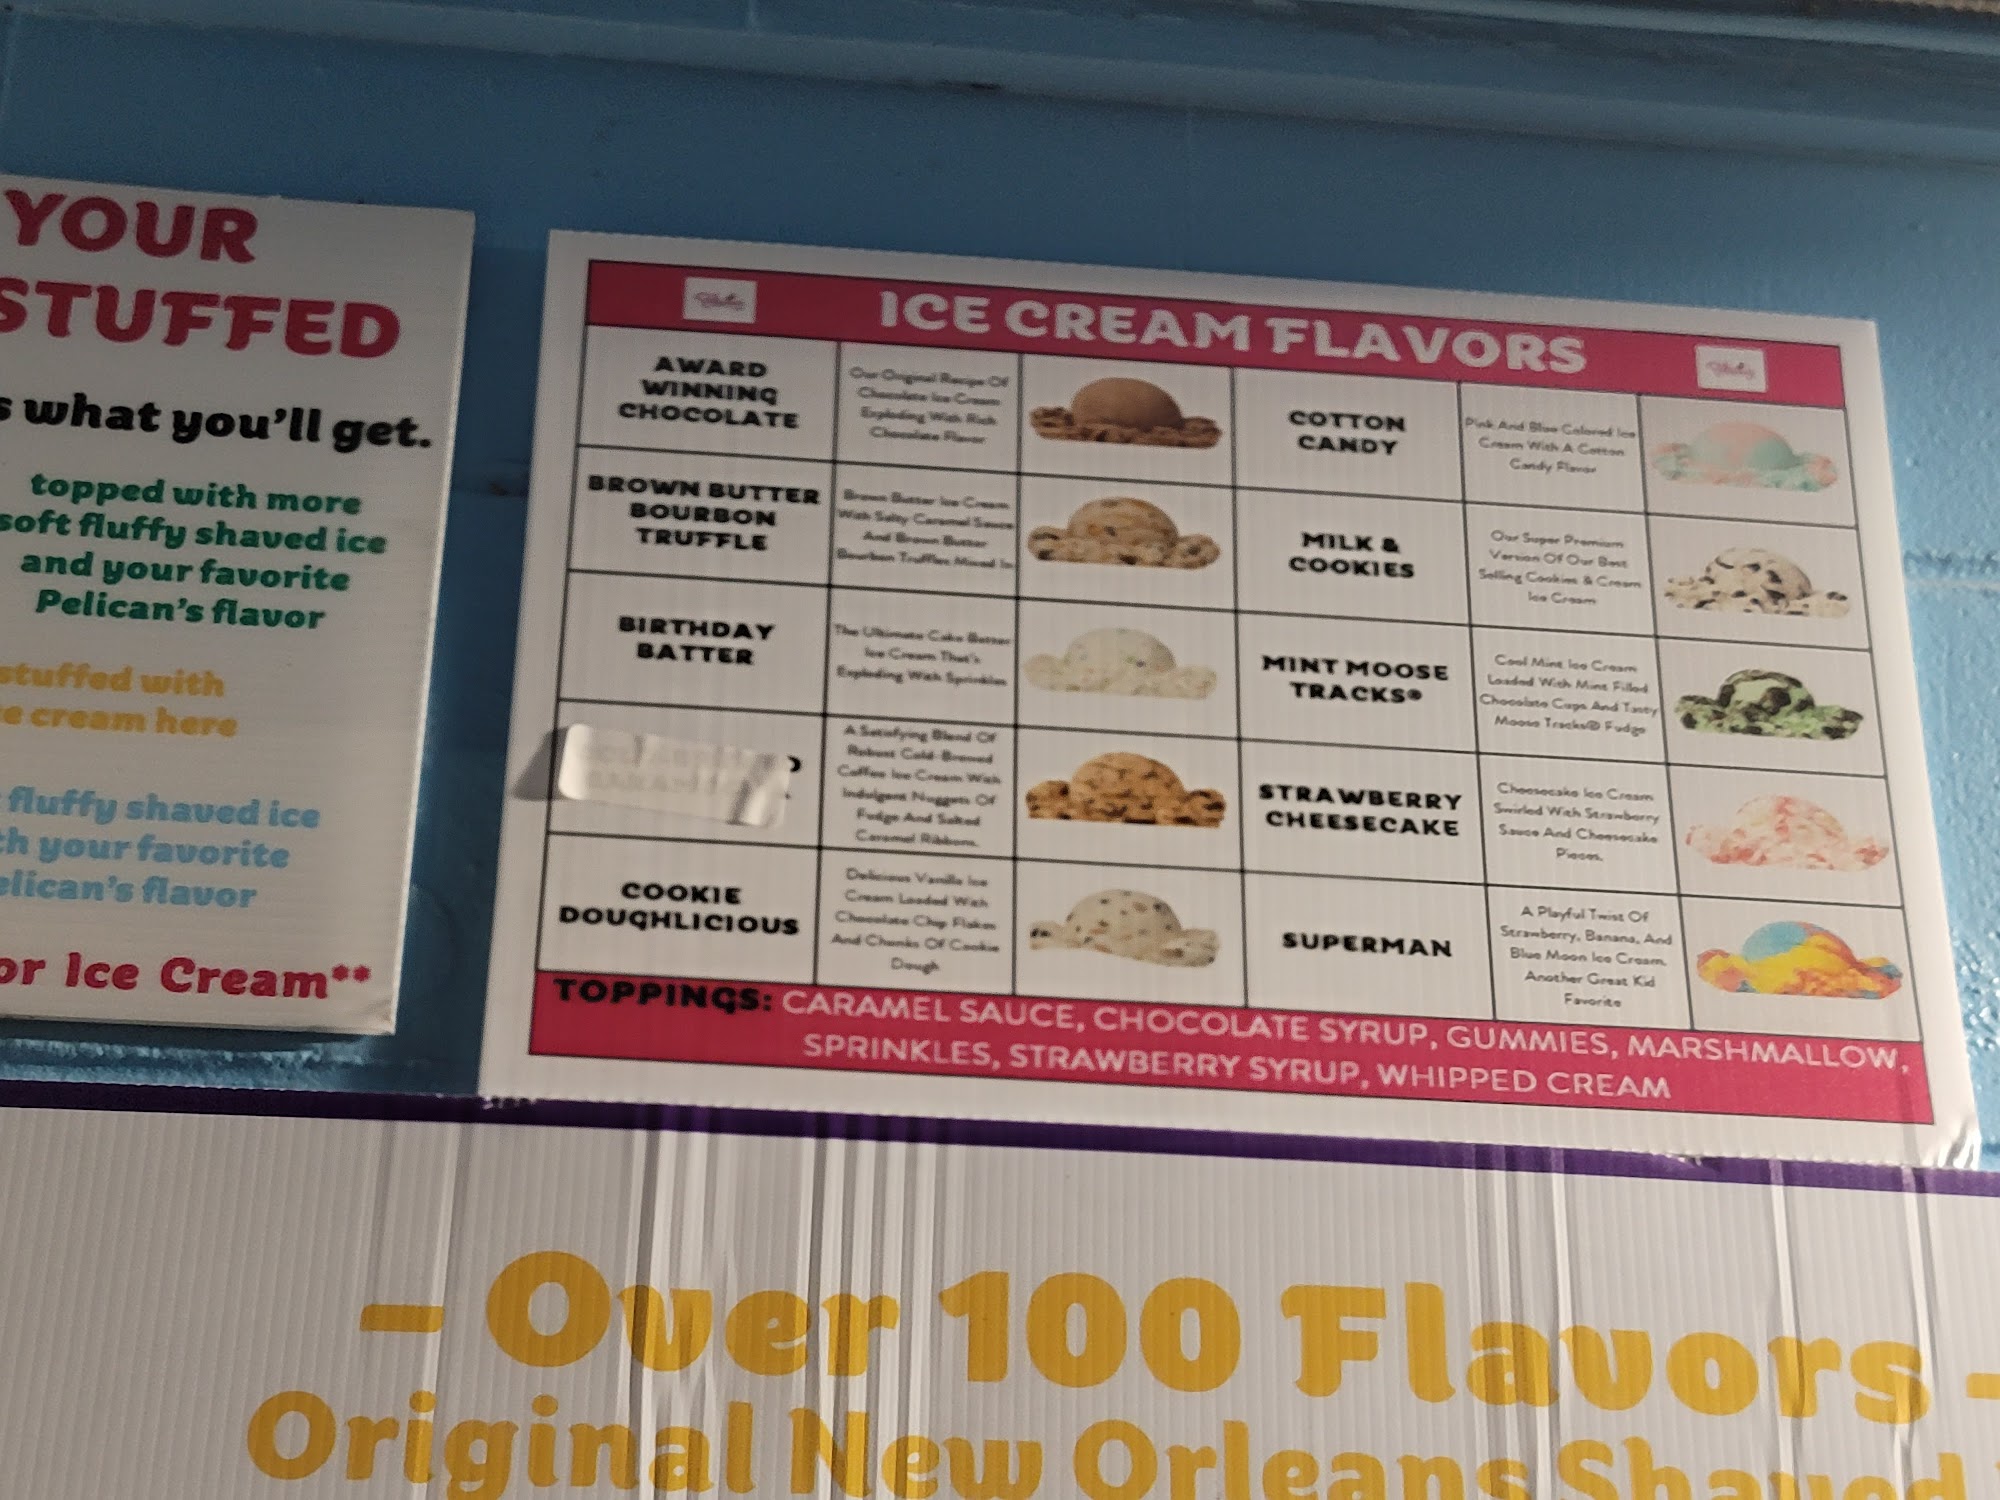 YOUR
STUFFED
what you'll get.
topped with more
soft fluffy shaved ice
and your favorite
Pelican's flavor
stuffed with
cream here
fluffy shaved ice
your favorite
flavor
or Ice Cream**
ICE CREAM FLAVORS
AWARD
WINNING
CHOCOLATE
Our Original Recipe Of
Chocolate Ice Cream
Exploding With Rich
Chocolate Flavor
COTTON
CANDY
Pink And Blue Colored Ice
Cream With A Cotton
Candy Flavor
BROWN BUTTER
BOURBON
TRUFFLE
Brown Butter Ice Cream
With Salty Caramel Sauce
And Brown Butter
Bourbon Truffles Mixed In
MILK &
COOKIES
Our Super Premium
Version Of Our Best
Selling Cookies & Cream
Ice Cream
BIRTHDAY
BATTER
The Ultimate Cake Batter
Ice Cream That's
Exploding With Sprinkles
MINT MOOSE
TRACKS®
Cool Mint Ice Cream
Loaded With Mint Filled
Chocolate Cups And Tasty
Moose Tracks® Fudge
A Satisfying Blend Of
Robust Cold-Brewed
Coffee Ice Cream With
Indulgent Nuggets Of
Fudge And Salted
Caramel Ribbons.
STRAWBERRY
CHEESECAKE
Cheesecake Ice Cream
Swirled With Strawberry
Sauce And Cheesecake
Pieces.
COOKIE
DOUGHLICIOUS
Delicious Vanilla Ice
Cream Loaded With
Chocolate Chip Flakes
And Chunks Of Cookie
Dough
SUPERMAN
A Playful Twist Of
Strawberry, Banana, And
Blue Moon Ice Cream.
Another Great Kid
Favorite
TOPPINGS: CARAMEL SAUCE, CHOCOLATE SYRUP, GUMMIES, MARSHMALLOW,
SPRINKLES, STRAWBERRY SYRUP, WHIPPED CREAM
– Over 100 Flavors –
Original New Orleans Shaved